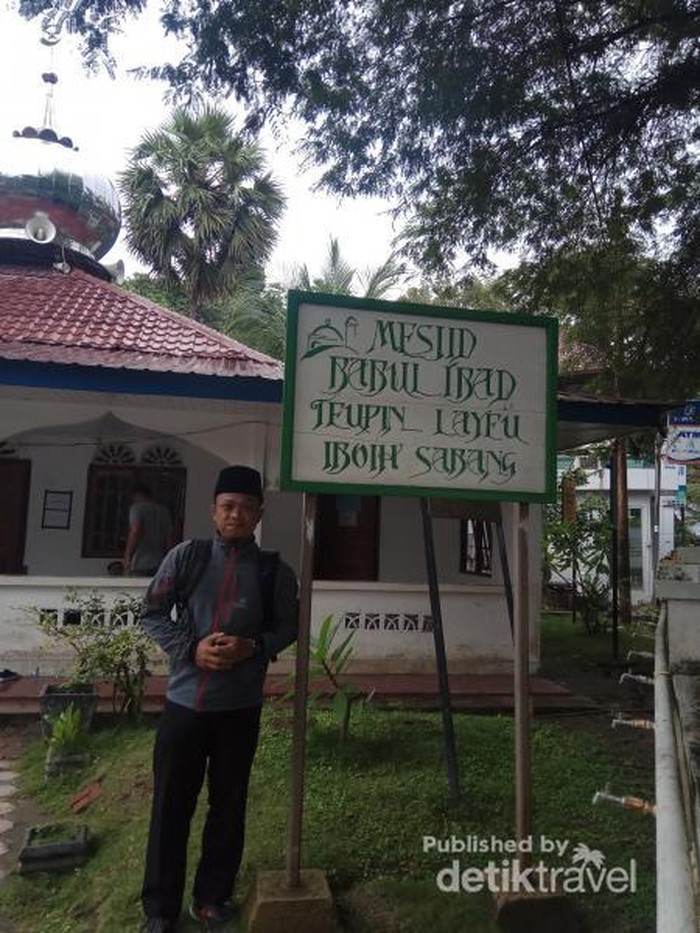 MESJID
BABUL IBAD
TEUPIN LAYEU
IBOIH SABANG
Published by
detiktravel